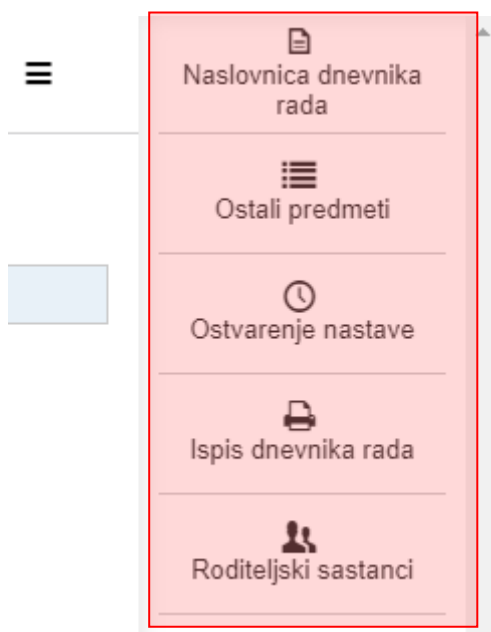 Naslovnica dnevnika
rada
Ostali predmeti
Ostvarenje nastave
Ispis dnevnika rada
Roditeljski sastanci